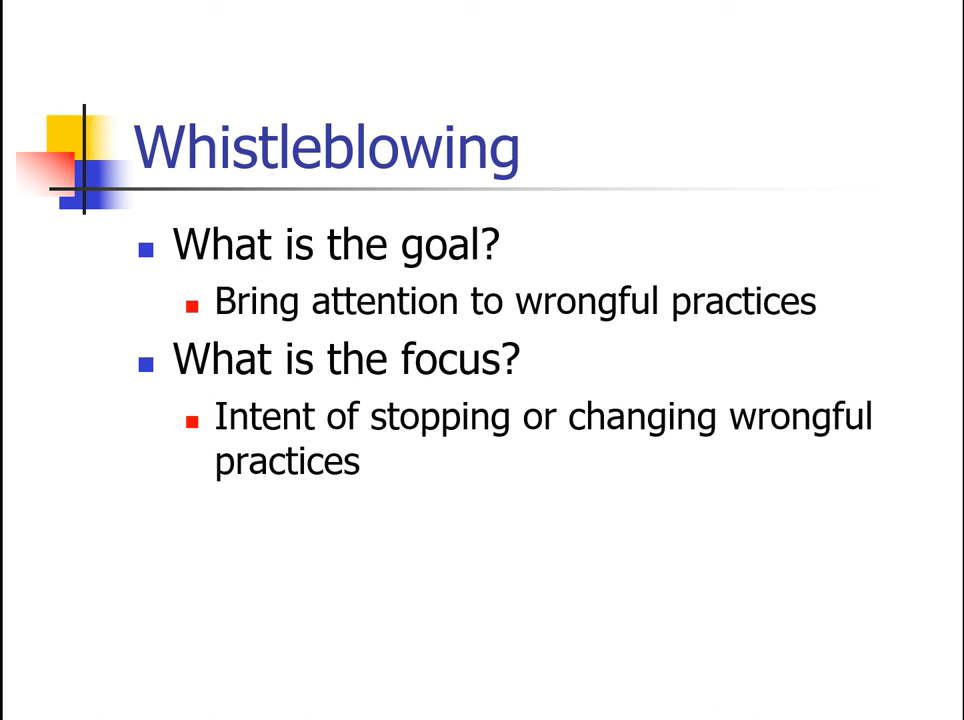 Whistleblowing
What is the goal?
Bring attention to wrongful practices
What is the focus?
Intent of stopping or changing wrongful
practices